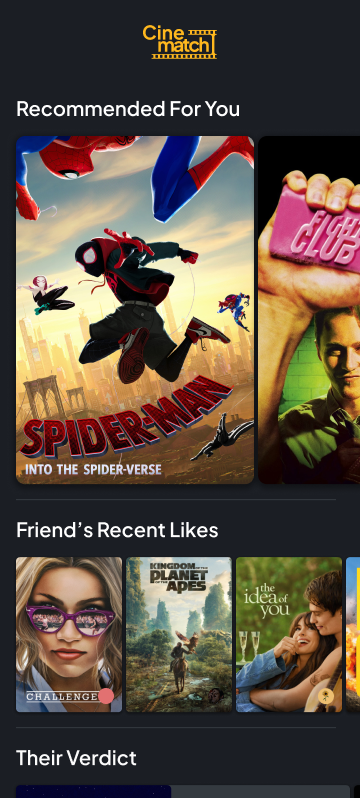 Cine
match
Recommended For You
SPIDER-MAN
INTO THE SPIDER-VERSE
FIGHT
CLUB
Friend's Recent Likes
CHALLENGE
KINGDOM OF THE
PLANET
OF THE
APES
the
idea of
you
Their Verdict